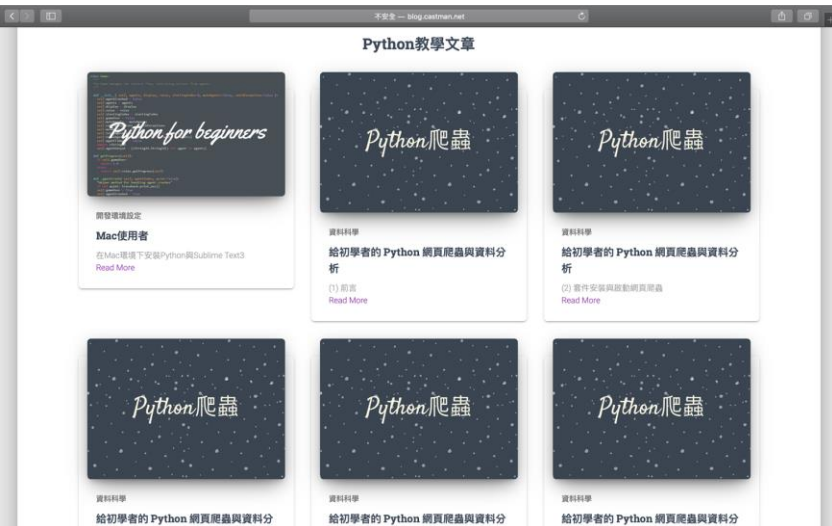 不安全 — blog.castman.net
Python教學文章
Python for beginners
開發環境設定
Mac使用者
在Mac環境下安裝Python與Sublime Text3
Read More
Python爬蟲
資料科學
給初學者的 Python 網頁爬蟲與資料分
析
(1) 前言
Read More
Python爬蟲
資料科學
給初學者的 Python 網頁爬蟲與資料分
析
(2) 套件安裝與啟動網頁爬蟲
Read More
Python爬蟲
資料科學
給初學者的 Python 網頁爬蟲與資料分
Python爬蟲
資料科學
給初學者的 Python 網頁爬蟲與資料分
Python爬蟲
資料科學
給初學者的 Python 網頁爬蟲與資料分